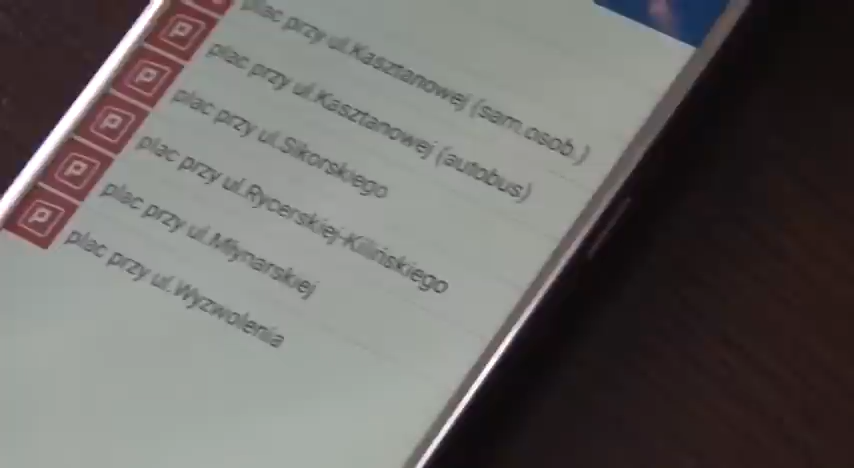 P plac przy ul.Kasztanowej (sam.osob.)
P plac przy ul.Kasztanowej (autobus)
P plac przy ul.Sikorskiego
P plac przy ul.Rycerskiej-Kilińskiego
P plac przy ul.Młynarskiej
plac przy ul.Wyzwolenia